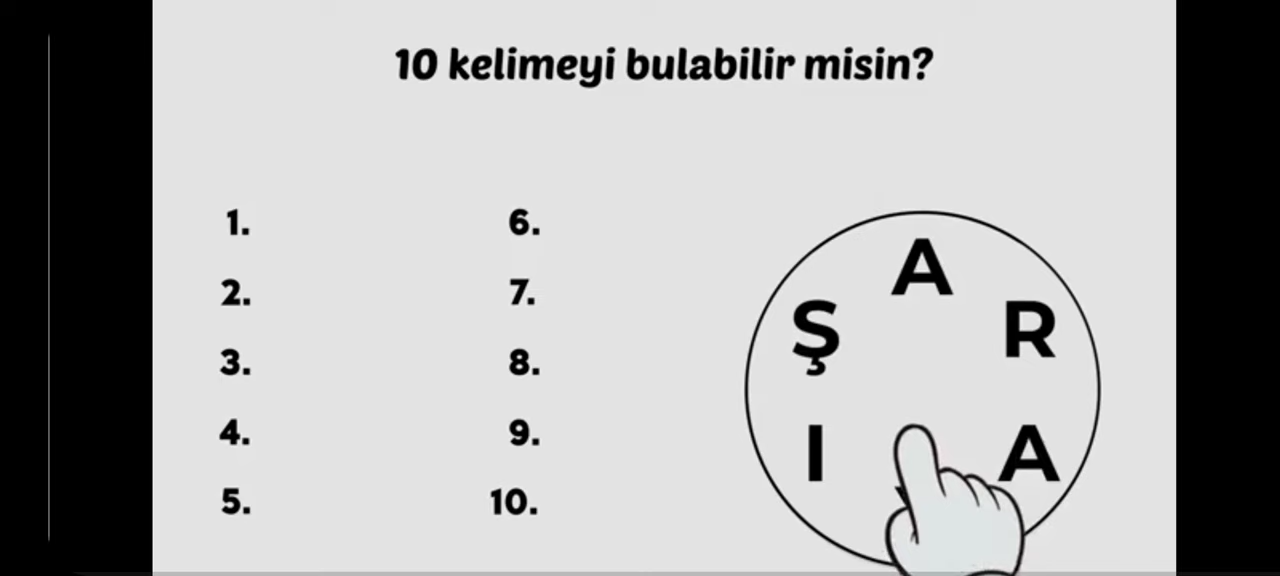 10 kelimeyi bulabilir misin?
1. 6.
2. 7.
3. 8.
4. 9.
5. 10.
A
Ş R
I A